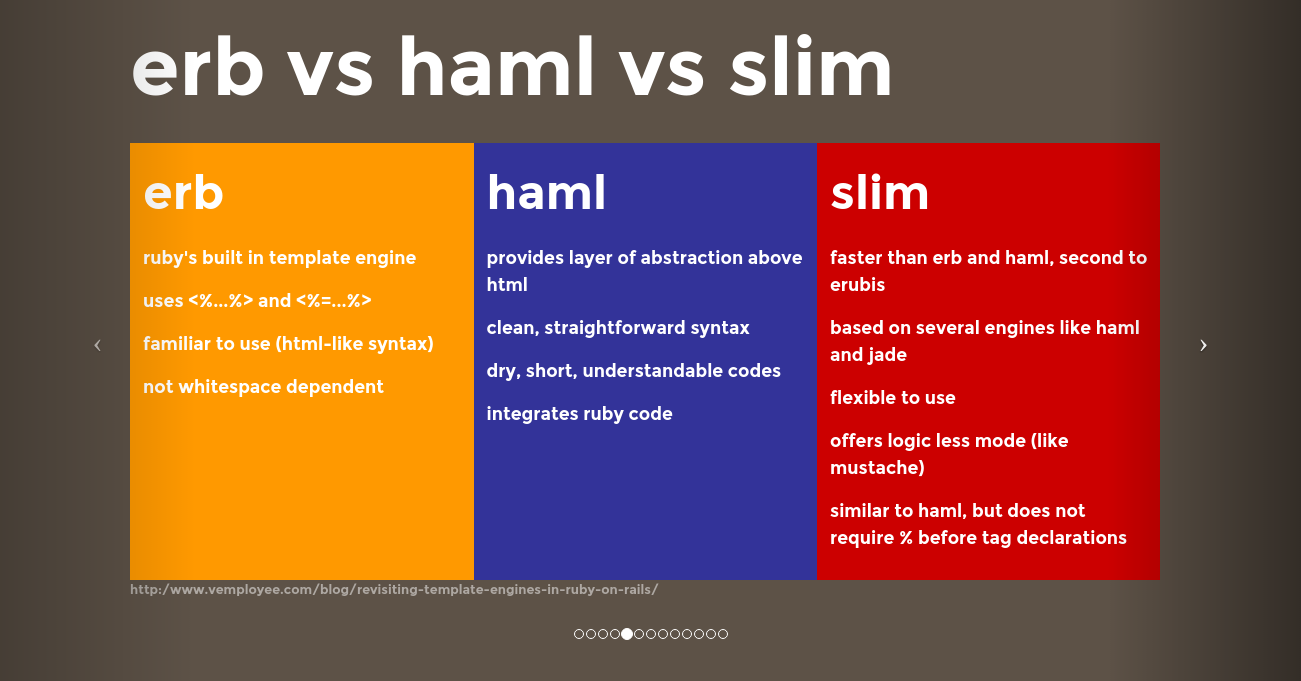 erb vs haml vs slim
erb
ruby's built in template engine
uses <%...%> and <%=...%>
familiar to use (html-like syntax)
not whitespace dependent
haml
provides layer of abstraction above
html
clean, straightforward syntax
dry, short, understandable codes
integrates ruby code
slim
faster than erb and haml, second to
erubis
based on several engines like haml
and jade
flexible to use
offers logic less mode (like
mustache)
similar to haml, but does not
require % before tag declarations
http:/www.vemployee.com/blog/revisiting-template-engines-in-ruby-on-rails/